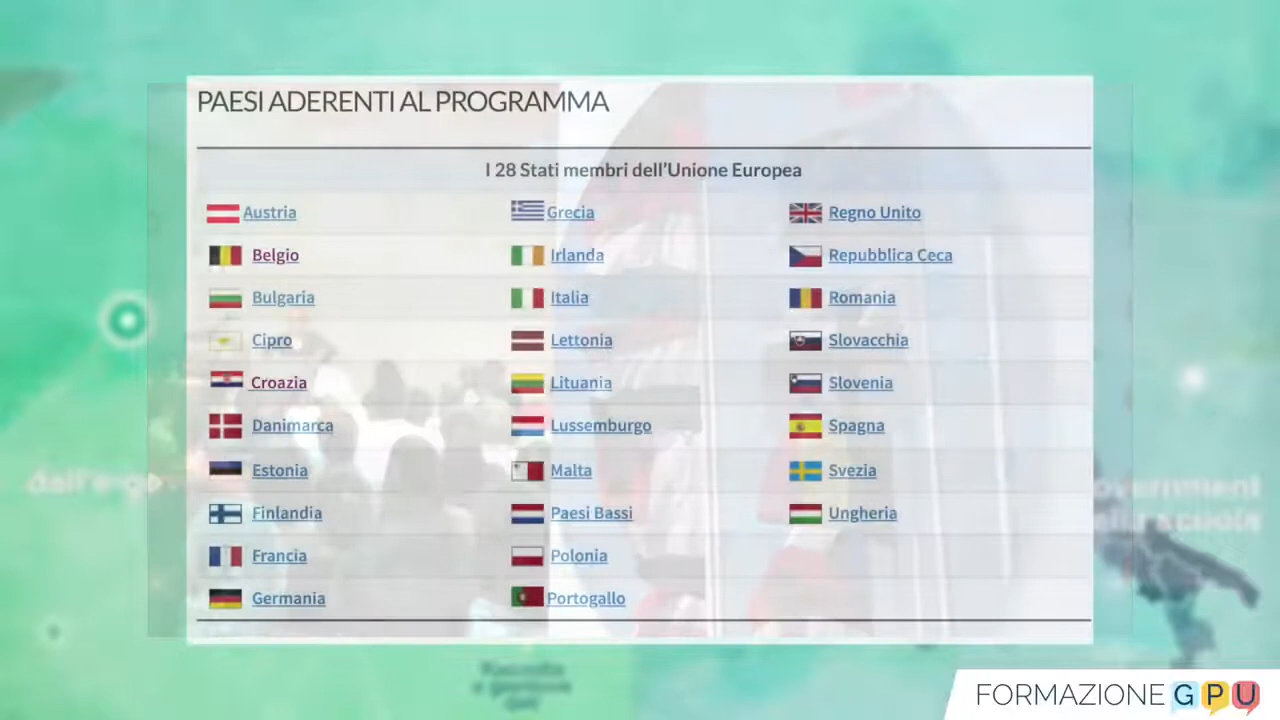 PAESI ADERENTI AL PROGRAMMA
I 28 Stati membri dell'Unione Europea
Austria Grecia Regno Unito
Belgio Irlanda Repubblica Ceca
Bulgaria Italia Romania
Cipro Lettonia Slovacchia
Croazia Lituania Slovenia
Danimarca Lussemburgo Spagna
Estonia Malta Svezia
Finlandia Paesi Bassi Ungheria
Francia Polonia
Germania Portogallo
FORMAZIONE GPU